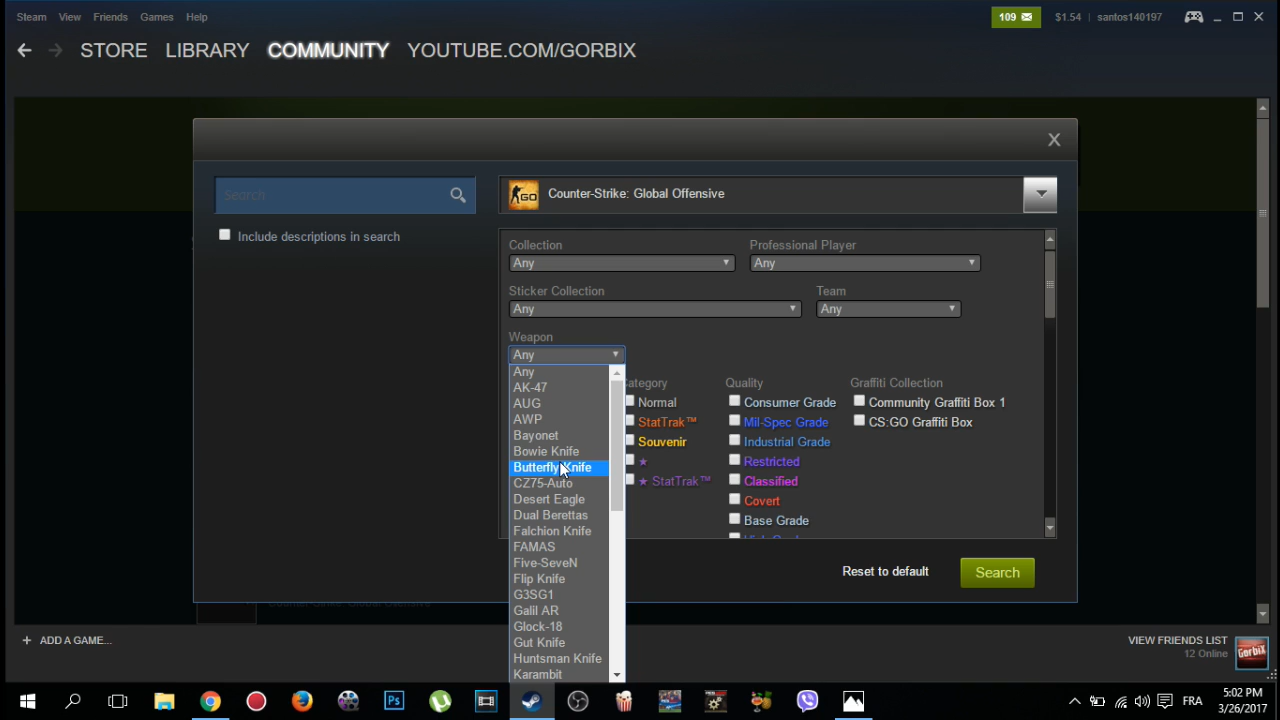 Steam View Friends Games Help
109 $1.54 santos140197
STORE LIBRARY COMMUNITY YOUTUBE.COM/GORBIX
X
Search
GO Counter-Strike: Global Offensive
Include descriptions in search
Collection Professional Player
Any Any
Sticker Collection Team
Any Any
Weapon
Any
Any
AK-47
AUG
AWP
Bayonet
Bowie Knife
Butterfly Knife
CZ75-Auto
Desert Eagle
Dual Berettas
Falchion Knife
FAMAS
Five-SeveN
Flip Knife
G3SG1
Galil AR
Glock-18
Gut Knife
Huntsman Knife
Karambit
Category
Normal
StatTrak™
Souvenir
★
★ StatTrak™
Quality
Consumer Grade
Mil-Spec Grade
Industrial Grade
Restricted
Classified
Covert
Base Grade
Graffiti Collection
Community Graffiti Box 1
CS:GO Graffiti Box
Reset to default Search
+ ADD A GAME...
VIEW FRIENDS LIST
12 Online
GorbiX
Ps
FRA
5:02 PM
3/26/2017